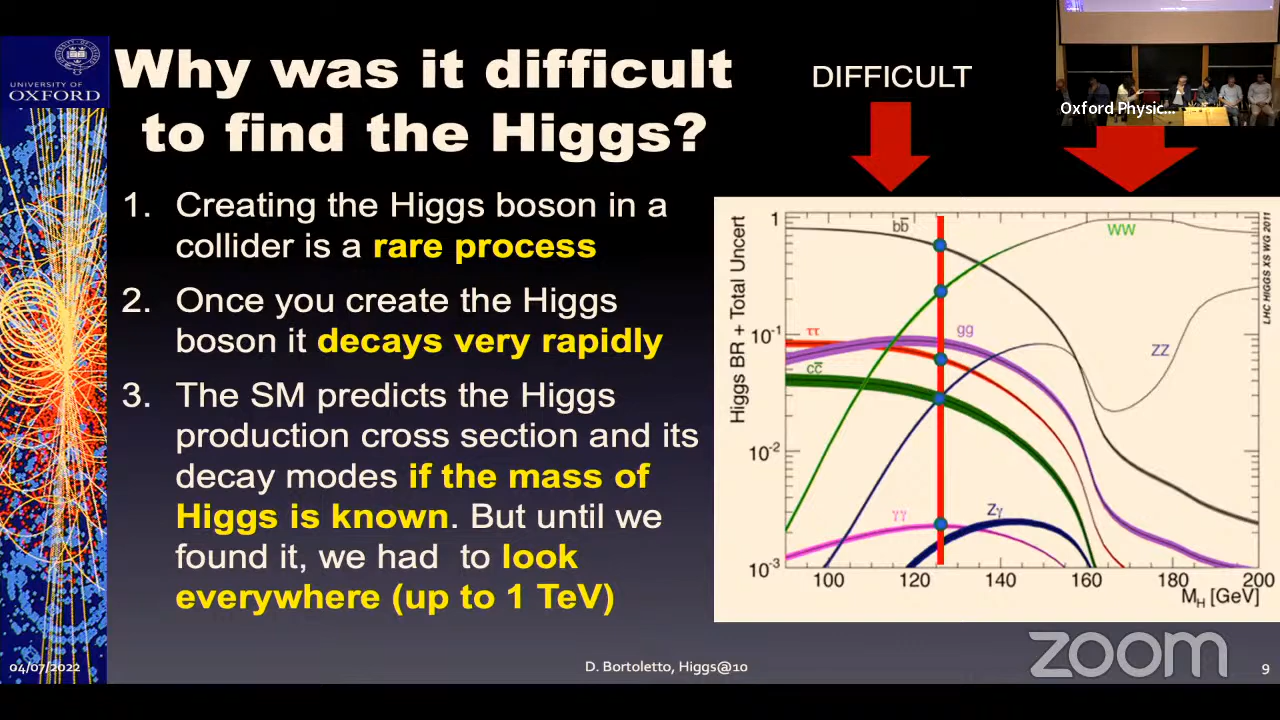 UNIVERSITY OF
OXFORD
Why was it difficult
to find the Higgs?
1. Creating the Higgs boson in a
collider is a rare process
2. Once you create the Higgs
boson it decays very rapidly
3. The SM predicts the Higgs
production cross section and its
decay modes if the mass of
Higgs is known. But until we
found it, we had to look
everywhere (up to 1 TeV)
DIFFICULT
Oxford Physic...
Higgs BR + Total Uncert
1
10-1
10-2
10-3
bb̄
WW
ττ
gg
cc̄
ZZ
γγ
Zγ
LHC HIGGS XS WG 2011
100 120 140 160 180 200
MH [GeV]
zoom
04/07/2022
D. Bortoletto, Higgs@10
9